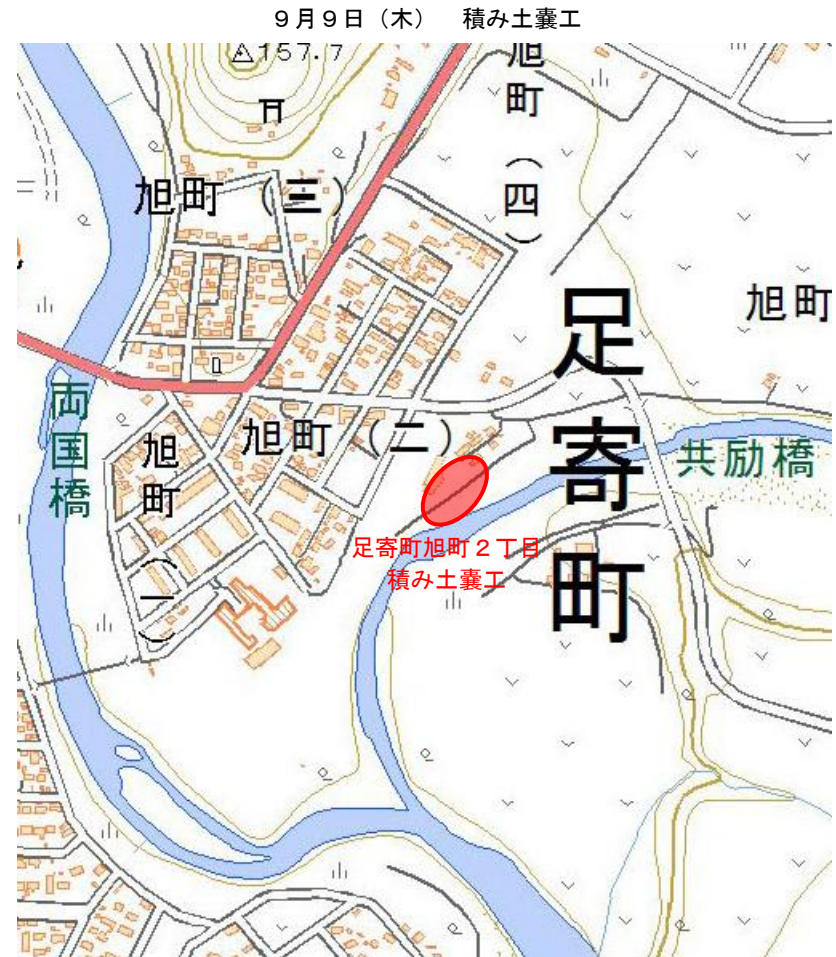 ９月９日（木）　積み土嚢工
157.7
旭町（四）
旭町（三）
旭町
足寄町
両国橋
旭町（一）
旭町（二）
共励橋
足寄町旭町２丁目
積み土嚢工